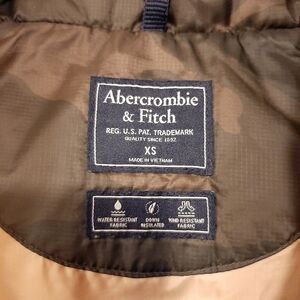 Abercrombie
& Fitch
REG. U.S. PAT. TRADEMARK
QUALITY SINCE 1892
XS
MADE IN VIETNAM
WATER RESISTANT
FABRIC
DOWN
INSULATED
WIND RESISTANT
FABRIC